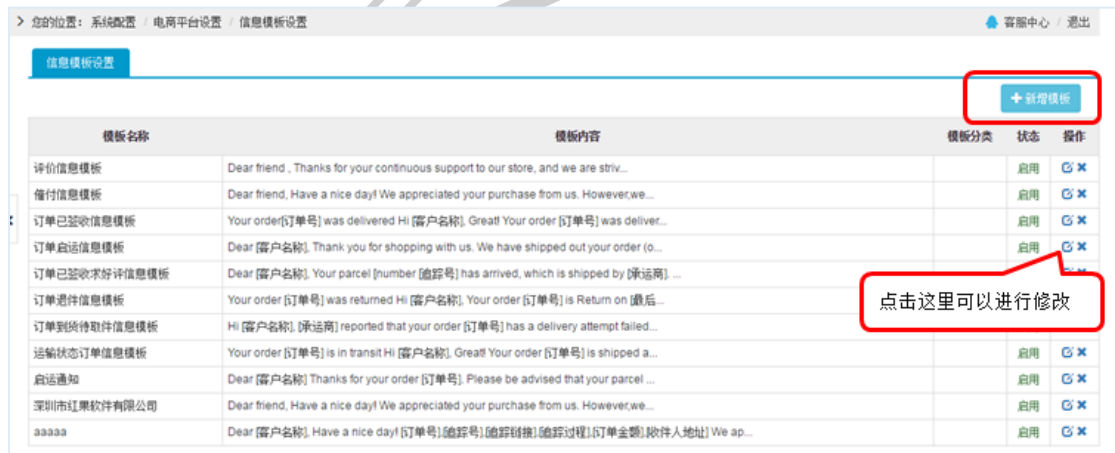 您的位置： 系统配置 / 电商平台设置 / 信息模板设置
客服中心 / 退出
信息模板设置
新增模板
模板名称 模板内容 模板分类 状态 操作
评价信息模板 Dear friend , Thanks for your continuous support to our store, and we are striv... 启用
催付信息模板 Dear friend, Have a nice day! We appreciated your purchase from us. However,we... 启用
订单已签收信息模板 Your order[订单号] was delivered Hi [客户名称], Great! Your order [订单号] was deliver... 启用
订单启运信息模板 Dear [客户名称], Thank you for shopping with us. We have shipped out your order (o... 启用
订单已签收求好评信息模板 Dear [客户名称], Your parcel [number [追踪号] has arrived, which is shipped by [承运商]. ...
订单退件信息模板 Your order [订单号] was returned Hi [客户名称], Your order [订单号] is Return on [最后...
点击这里可以进行修改
订单到货待取件信息模板 Hi [客户名称], [承运商] reported that your order [订单号] has a delivery attempt failed...
运输状态订单信息模板 Your order [订单号] is in transit Hi [客户名称], Great! Your order [订单号] is shipped a... 启用
启运通知 Dear [客户名称] Thanks for your order [订单号]. Please be advised that your parcel ... 启用
深圳市红果软件有限公司 Dear friend, Have a nice day! We appreciated your purchase from us. However,we... 启用
aaaaa Dear [客户名称], Have a nice day! [订单号],[追踪号],[追踪链接],[追踪过程],[订单金额],[收件人地址] We ap... 启用